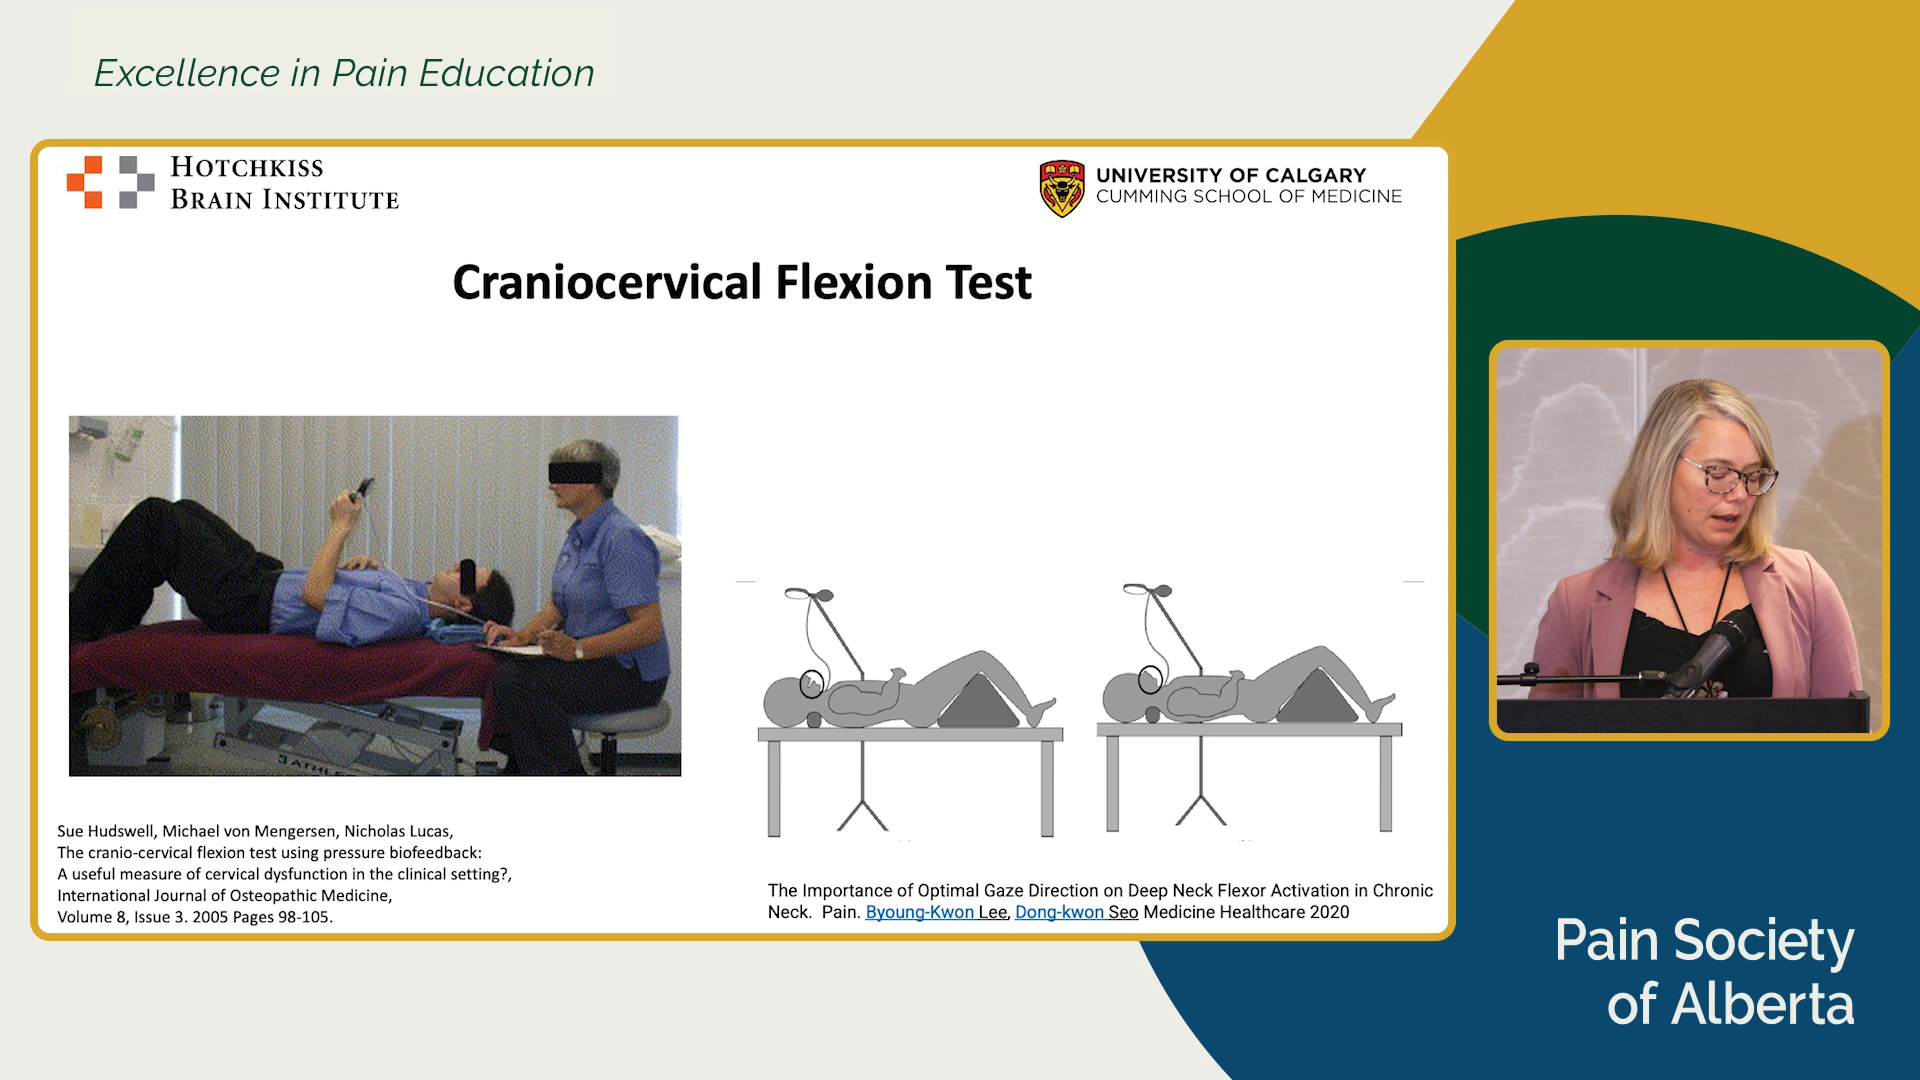 Excellence in Pain Education
HOTCHKISS
BRAIN INSTITUTE
UNIVERSITY OF CALGARY
CUMMING SCHOOL OF MEDICINE
Craniocervical Flexion Test
Sue Hudswell, Michael von Mengersen, Nicholas Lucas,
The cranio-cervical flexion test using pressure biofeedback:
A useful measure of cervical dysfunction in the clinical setting?,
International Journal of Osteopathic Medicine,
Volume 8, Issue 3. 2005 Pages 98-105.
The Importance of Optimal Gaze Direction on Deep Neck Flexor Activation in Chronic
Neck. Pain. Byoung-Kwon Lee, Dong-kwon Seo Medicine Healthcare 2020
Pain Society
of Alberta